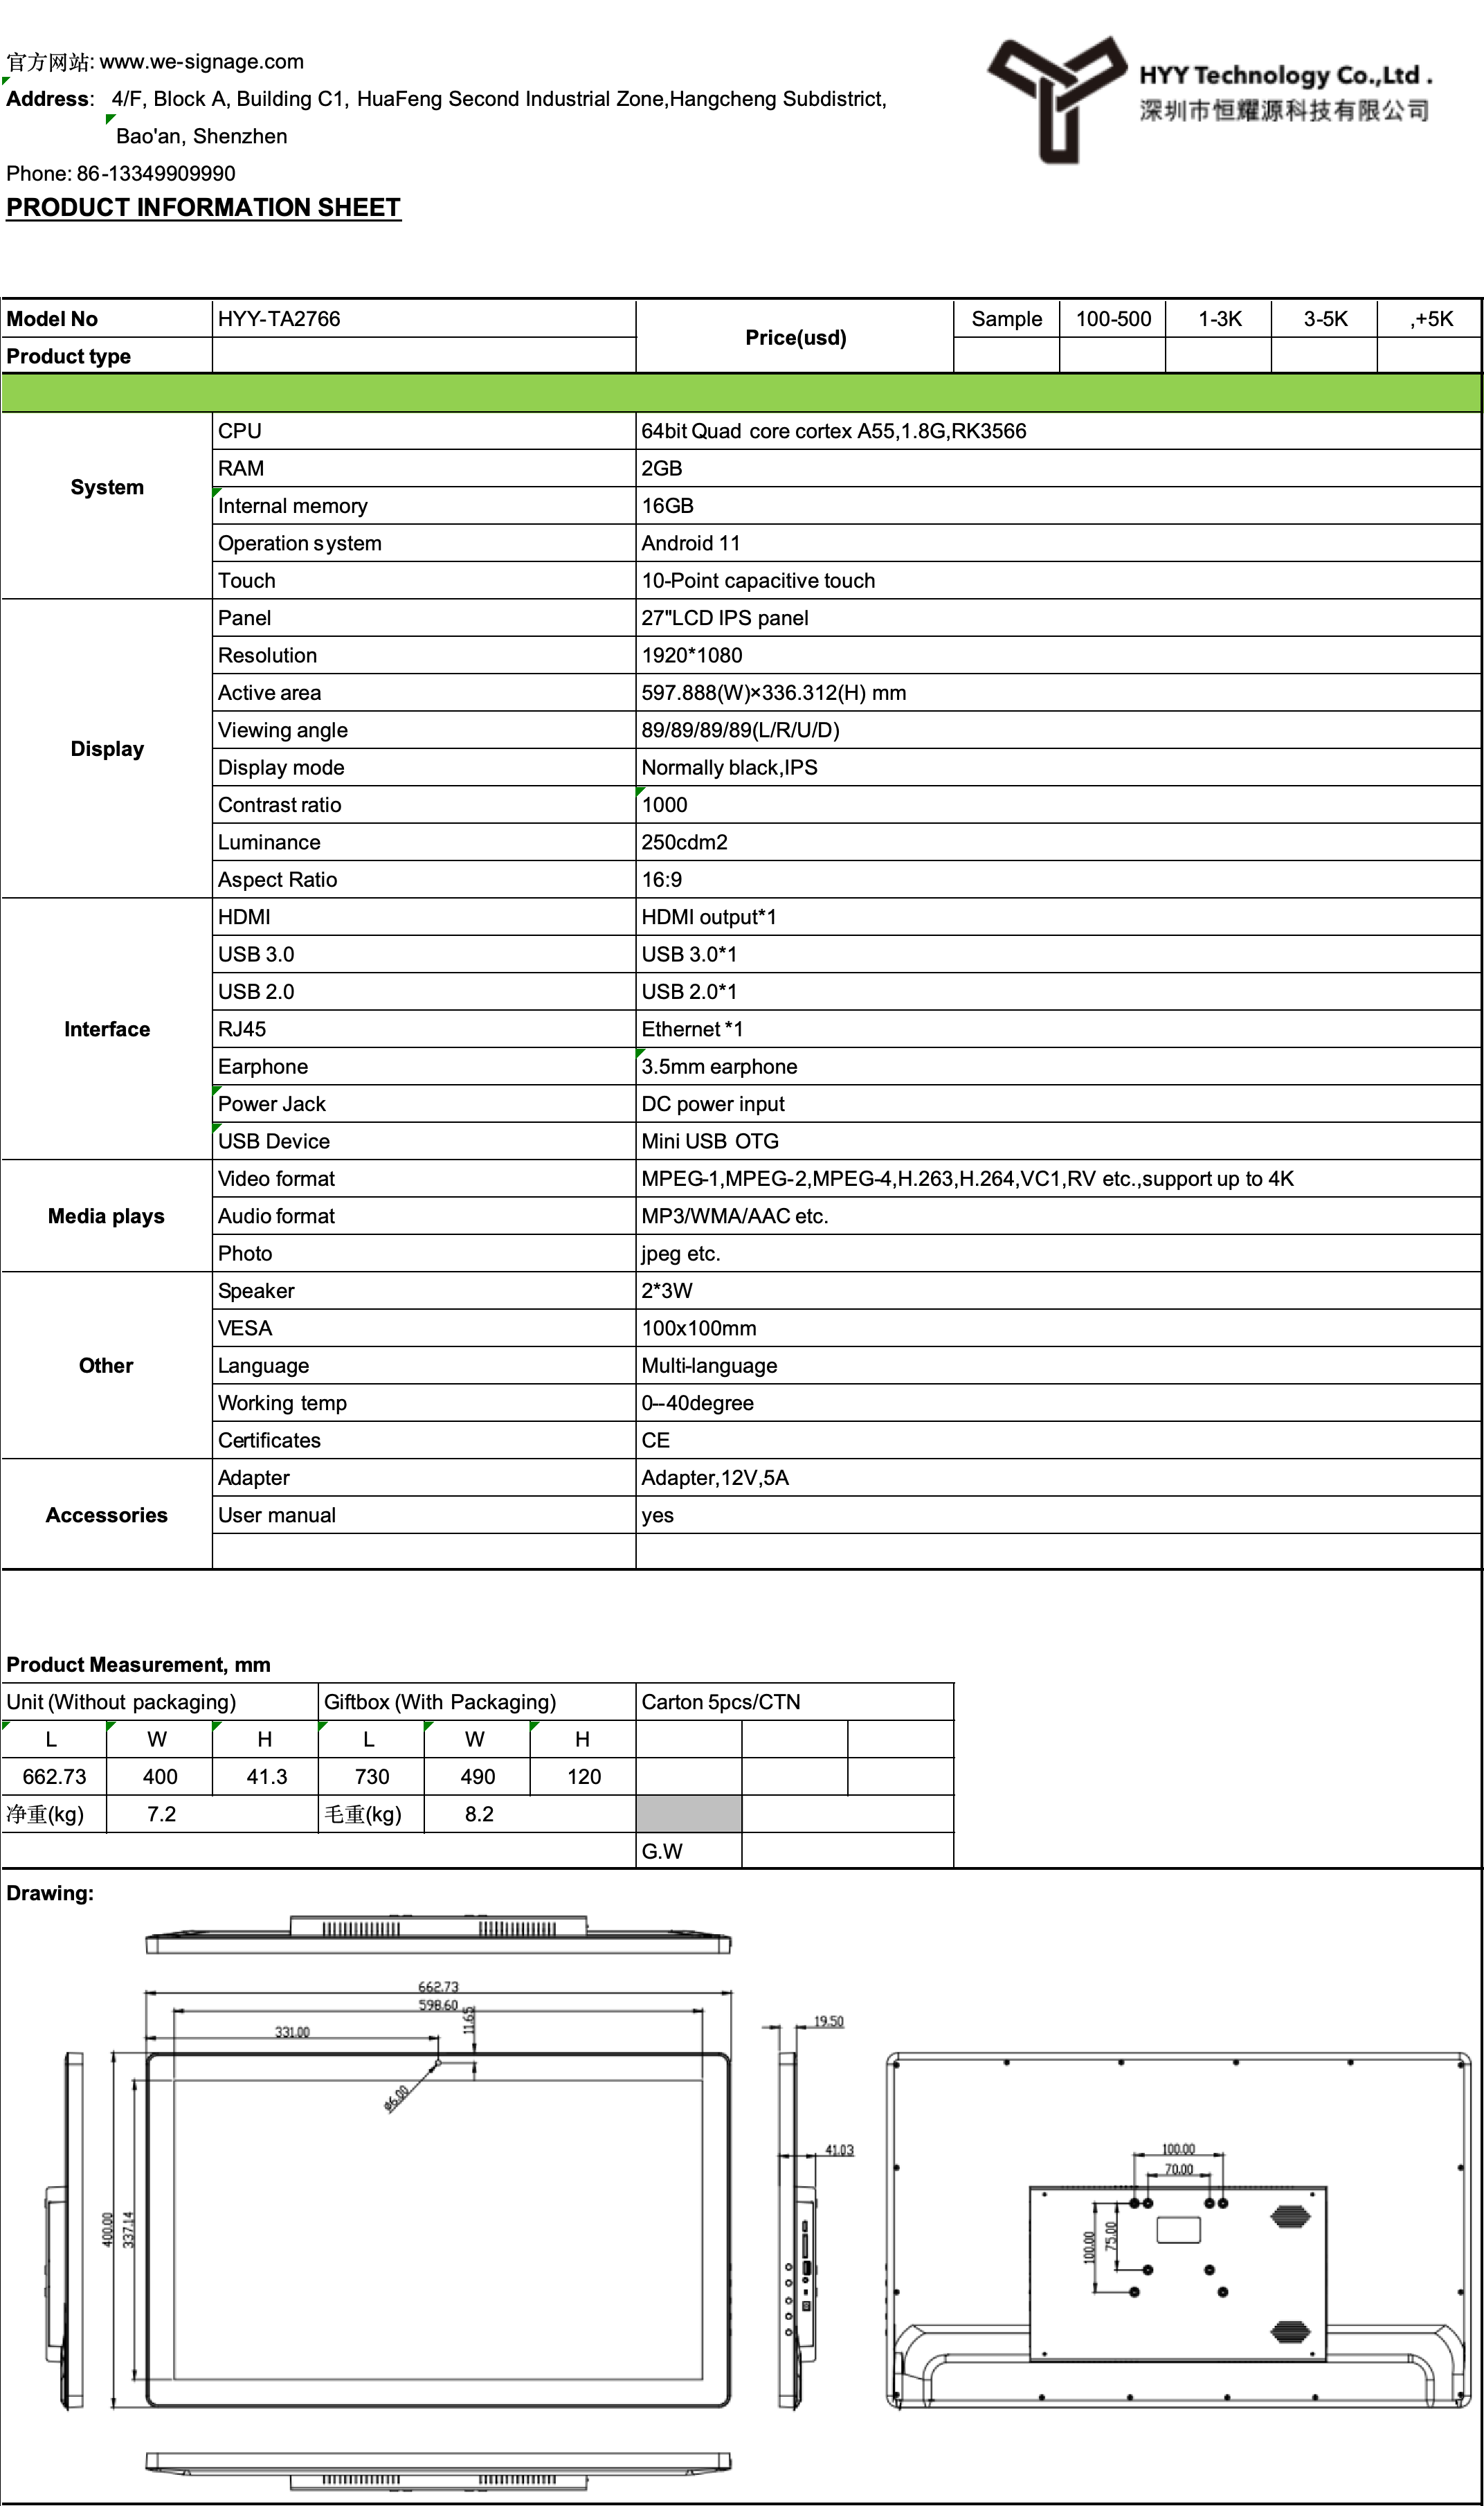 官方网站: www.we-signage.com
HYY Technology Co.,Ltd .
深圳市恒耀源科技有限公司
Address: 4/F, Block A, Building C1, HuaFeng Second Industrial Zone,Hangcheng Subdistrict,
Bao'an, Shenzhen
Phone: 86-13349909990
PRODUCT INFORMATION SHEET
Model No HYY-TA2766 Price(usd) Sample 100-500 1-3K 3-5K ,+5K
Product type
System
CPU 64bit Quad core cortex A55,1.8G,RK3566
RAM 2GB
Internal memory 16GB
Operation system Android 11
Touch 10-Point capacitive touch
Display
Panel 27"LCD IPS panel
Resolution 1920*1080
Active area 597.888(W)×336.312(H) mm
Viewing angle 89/89/89/89(L/R/U/D)
Display mode Normally black,IPS
Contrast ratio 1000
Luminance 250cdm2
Aspect Ratio 16:9
Interface
HDMI HDMI output*1
USB 3.0 USB 3.0*1
USB 2.0 USB 2.0*1
RJ45 Ethernet *1
Earphone 3.5mm earphone
Power Jack DC power input
USB Device Mini USB OTG
Media plays
Video format MPEG-1,MPEG-2,MPEG-4,H.263,H.264,VC1,RV etc.,support up to 4K
Audio format MP3/WMA/AAC etc.
Photo jpeg etc.
Other
Speaker 2*3W
VESA 100x100mm
Language Multi-language
Working temp 0--40degree
Certificates CE
Accessories
Adapter Adapter,12V,5A
User manual yes
Product Measurement, mm
Unit (Without packaging) Giftbox (With Packaging) Carton 5pcs/CTN
L W H L W H
662.73 400 41.3 730 490 120
净重(kg) 7.2 毛重(kg) 8.2
G.W
Drawing:
662.73
598.60
11.65
331.00
ø6.00
400.00
337.14
19.50
41.03
100.00
70.00
100.00
75.00